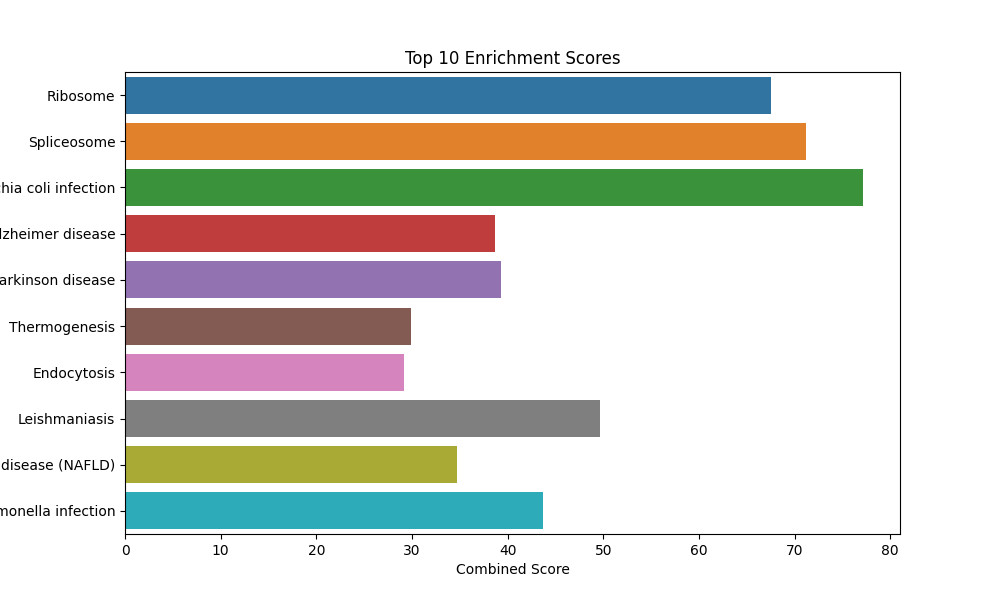 Top 10 Enrichment Scores
Ribosome
Spliceosome
hia coli infection
lzheimer disease
arkinson disease
Thermogenesis
Endocytosis
Leishmaniasis
disease (NAFLD)
monella infection
0 10 20 30 40 50 60 70 80
Combined Score